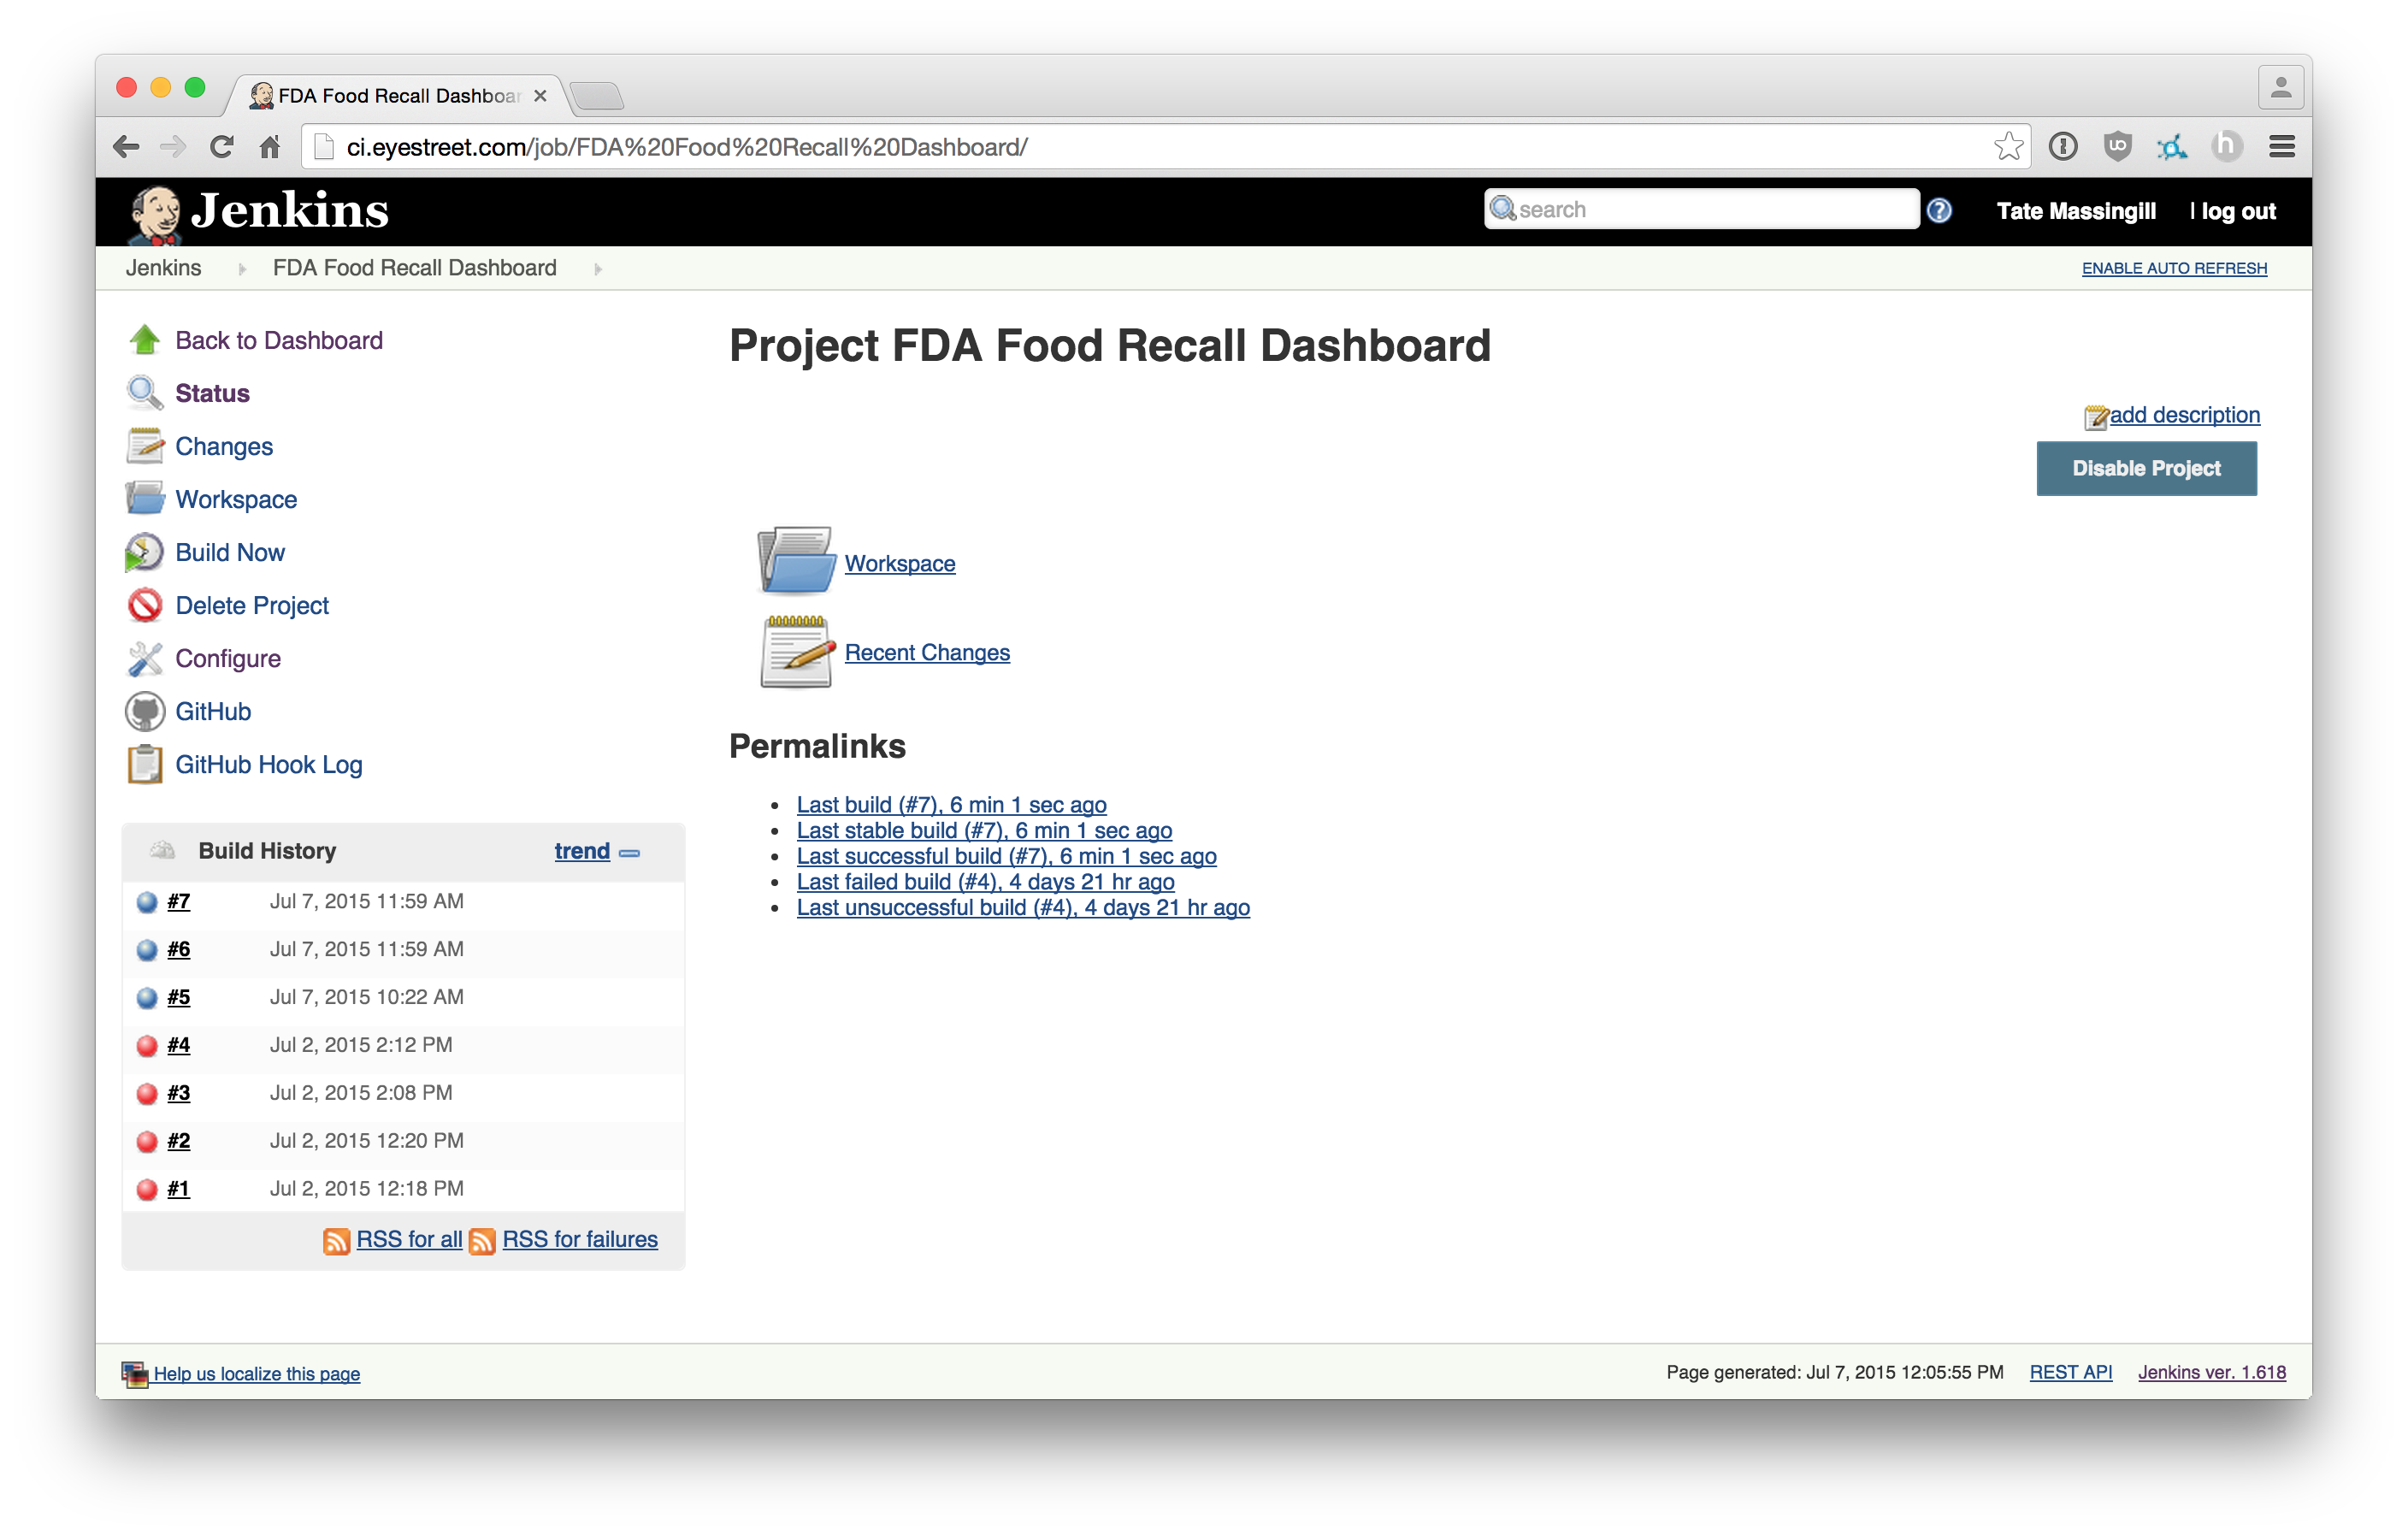 FDA Food Recall Dashboar
ci.eyestreet.com/job/FDA%20Food%20Recall%20Dashboard/
Jenkins
search
Tate Massingill
| log out
Jenkins
FDA Food Recall Dashboard
ENABLE AUTO REFRESH
Back to Dashboard
Status
Changes
Workspace
Build Now
Delete Project
Configure
GitHub
GitHub Hook Log
Build History
trend
#7 Jul 7, 2015 11:59 AM
#6 Jul 7, 2015 11:59 AM
#5 Jul 7, 2015 10:22 AM
#4 Jul 2, 2015 2:12 PM
#3 Jul 2, 2015 2:08 PM
#2 Jul 2, 2015 12:20 PM
#1 Jul 2, 2015 12:18 PM
RSS for all RSS for failures
Project FDA Food Recall Dashboard
add description
Disable Project
Workspace
Recent Changes
Permalinks
Last build (#7), 6 min 1 sec ago
Last stable build (#7), 6 min 1 sec ago
Last successful build (#7), 6 min 1 sec ago
Last failed build (#4), 4 days 21 hr ago
Last unsuccessful build (#4), 4 days 21 hr ago
Help us localize this page
Page generated: Jul 7, 2015 12:05:55 PM
REST API
Jenkins ver. 1.618